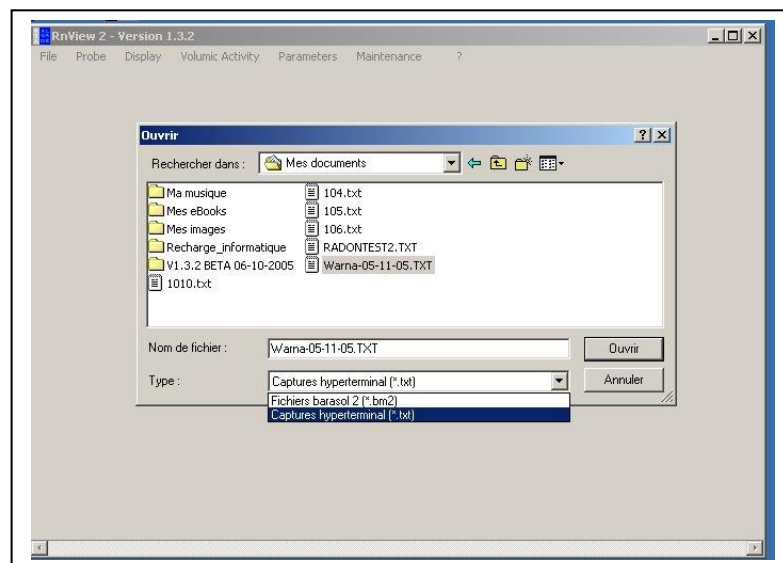 RnView 2 - Version 1.3.2
File Probe Display Volumic Activity Parameters Maintenance ?
Ouvrir
Rechercher dans : Mes documents
Ma musique
Mes eBooks
Mes images
Recharge_informatique
V1.3.2 BETA 06-10-2005
1010.txt
104.txt
105.txt
106.txt
RADONTEST2.TXT
Warna-05-11-05.TXT
Nom de fichier : Warna-05-11-05.TXT Ouvrir
Type : Captures hyperterminal (*.txt) Annuler
Fichiers barasol 2 (*.bm2)
Captures hyperterminal (*.txt)